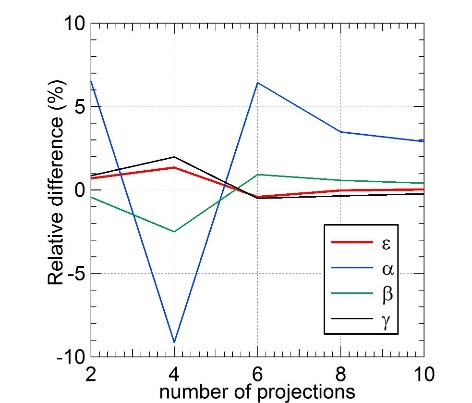 10
5
0
-5
-10
Relative difference (%)
ε
α
β
γ
2 4 6 8 10
number of projections